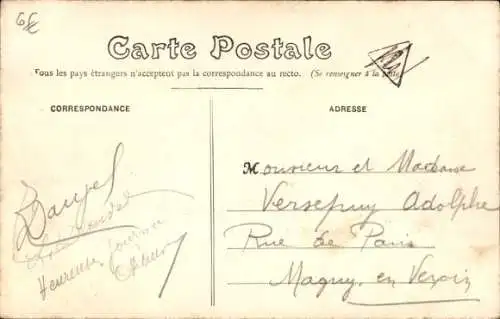 6€
Carte Postale
Tous les pays étrangers n'acceptent pas la correspondance au recto. (Se renseigner à la poste)
CORRESPONDANCE
ADRESSE
Monsieur et Madame
Versepuy Adolphe
Rue de Paris
Magny en Vexin
Heureuse